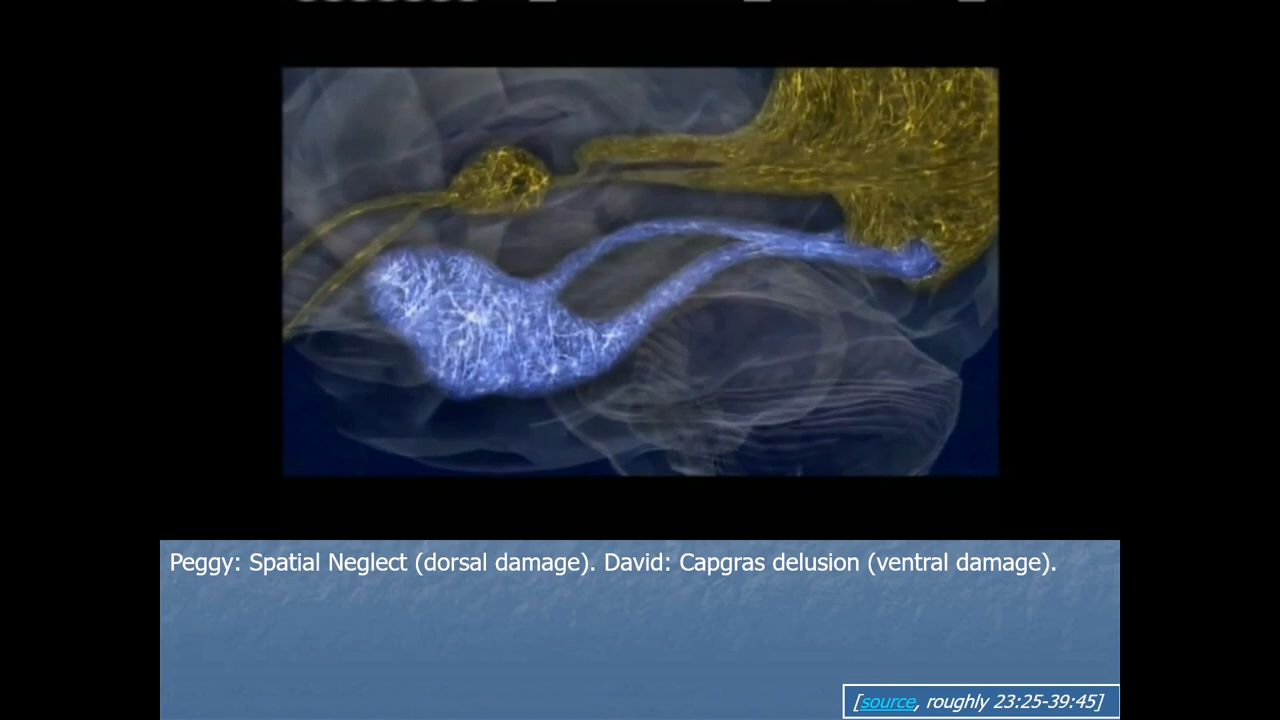 Peggy: Spatial Neglect (dorsal damage). David: Capgras delusion (ventral damage).
[source, roughly 23:25-39:45]